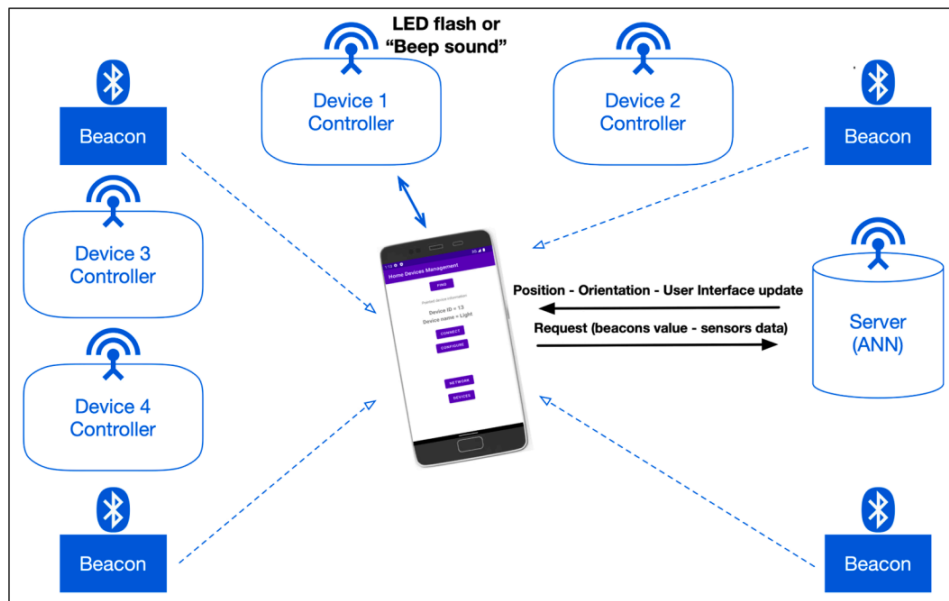 LED flash or
“Beep sound”
Device 1
Controller
Device 2
Controller
Beacon
Beacon
Device 3
Controller
Home Devices Management
PING
Device ID = 13
Device name = Light
CONNECT
CONFIGURE
NETWORK
DEVICES
Position - Orientation - User Interface update
Request (beacons value - sensors data)
Server
(ANN)
Device 4
Controller
Beacon
Beacon